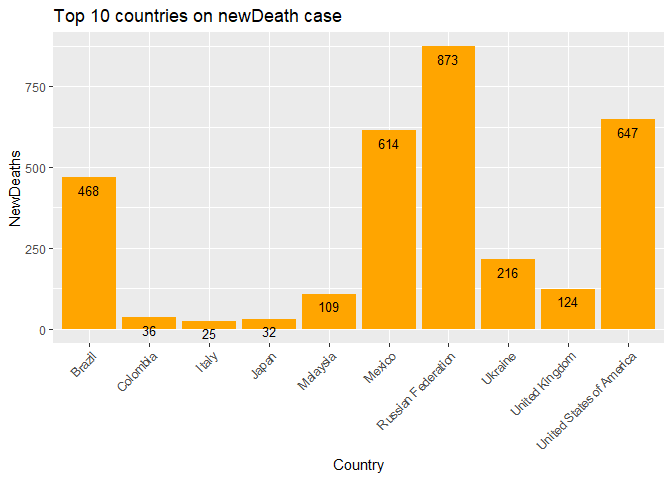 Top 10 countries on newDeath case
NewDeaths
750
500
250
0
468
36
25
32
109
614
873
216
124
647
Brazil
Colombia
Italy
Japan
Malaysia
Mexico
Russian Federation
Ukraine
United Kingdom
United States of America
Country